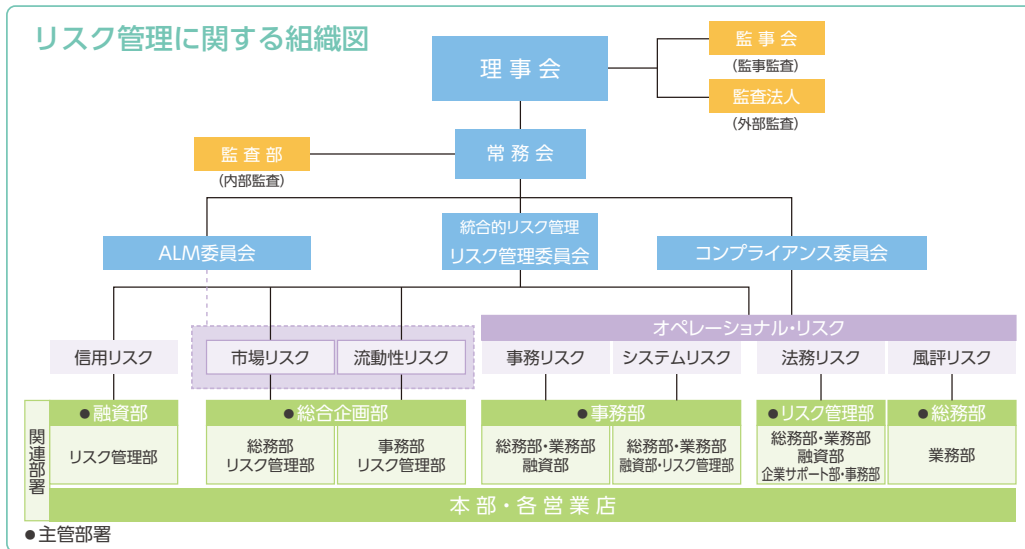 リスク管理に関する組織図
理事会
監事会
(監事監査)
監査法人
(外部監査)
常務会
監査部
(内部監査)
ALM委員会
統合的リスク管理
リスク管理委員会
コンプライアンス委員会
オペレーショナル・リスク
信用リスク
市場リスク
流動性リスク
事務リスク
システムリスク
法務リスク
風評リスク
関連部署
●融資部
リスク管理部
●総合企画部
総務部
リスク管理部
事務部
リスク管理部
●事務部
総務部・業務部
融資部
総務部・業務部
融資部・リスク管理部
●リスク管理部
総務部・業務部
融資部
企業サポート部・事務部
●総務部
業務部
本部・各営業店
●主管部署